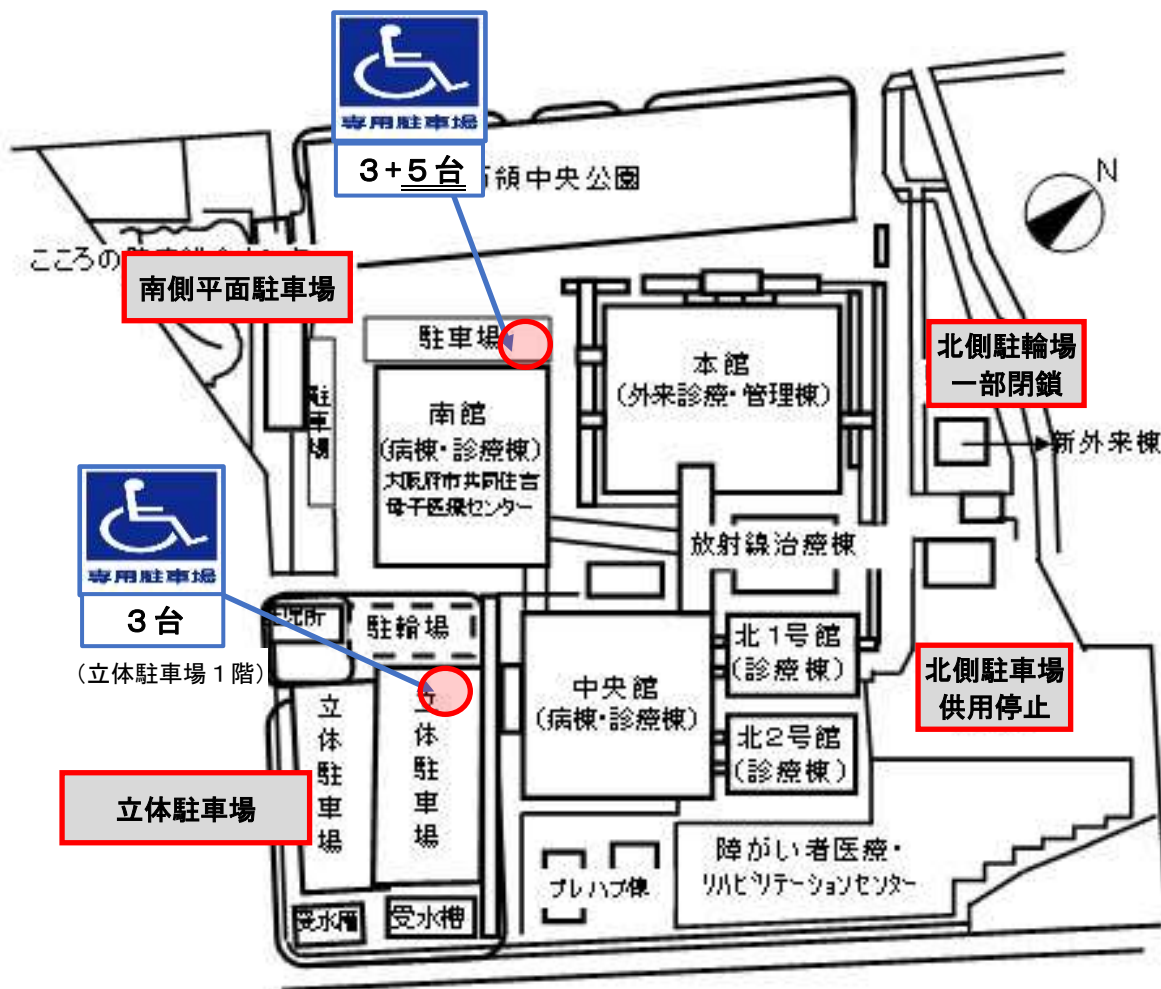 専用駐車場
3+5台
領中央公園
N
こころの
南側平面駐車場
駐車場
本館
(外来診療・管理棟)
北側駐輪場
一部閉鎖
南館
(病棟・診療棟)
大阪府市共同住吉
母子医療センター
駐車場
新外来棟
専用駐車場
3台
(立体駐車場1階)
放射線治療棟
駐輪場
北1号館
(診療棟)
中央館
(病棟・診療棟)
北側駐車場
供用停止
立体駐車場
立体駐車場
北2号館
(診療棟)
立体駐車場
障がい者医療・
リハビリテーションセンター
プレハブ棟
受水槽
受水槽